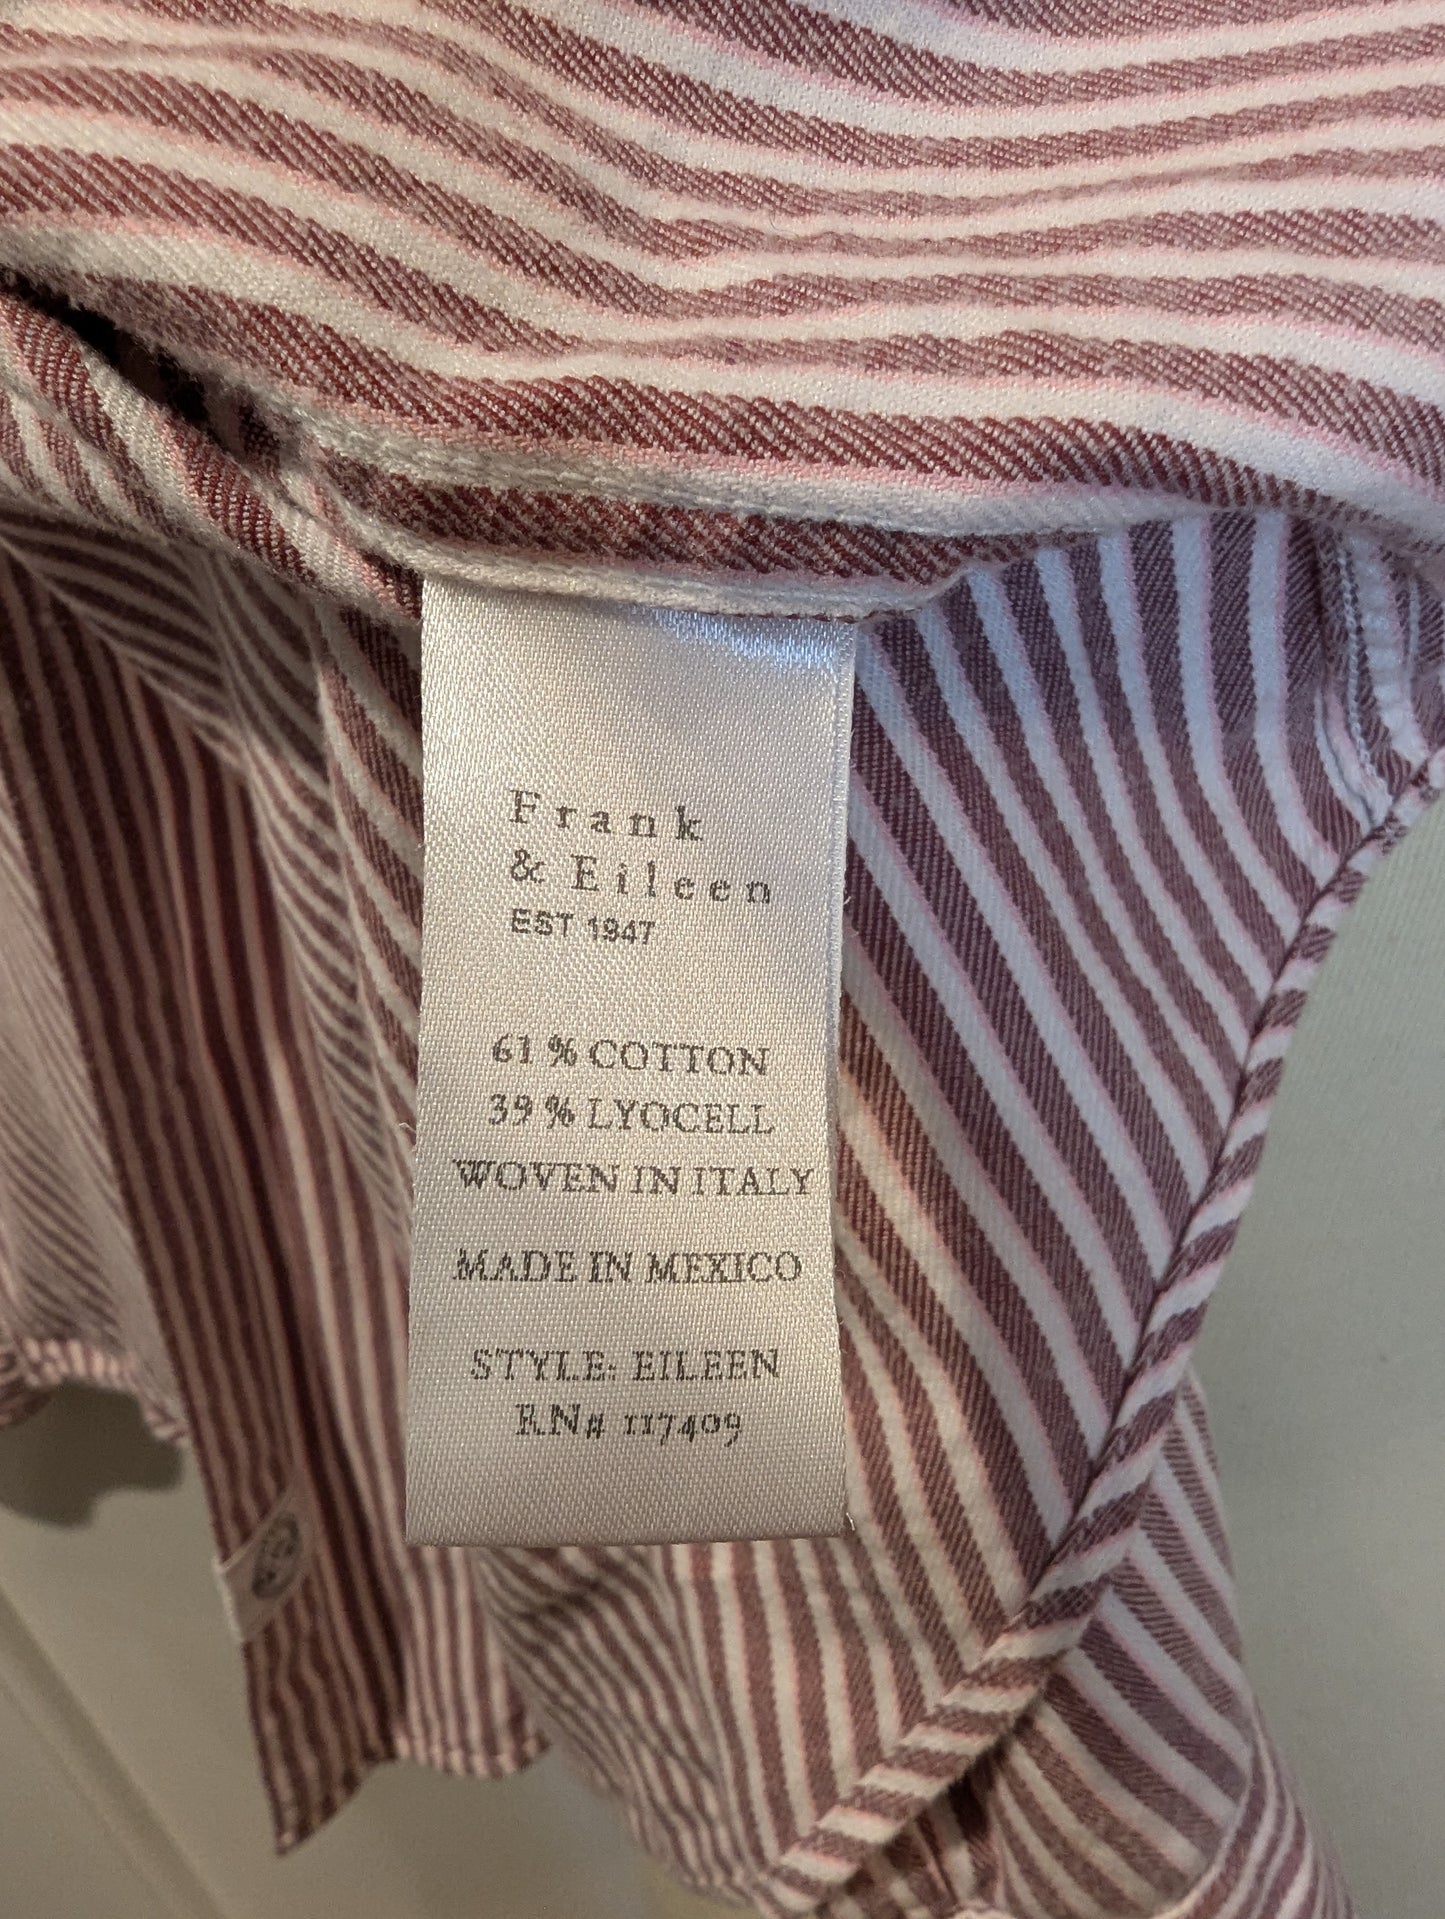 Frank
& Eileen
EST 1947
61 % COTTON
39 % LYOCELL
WOVEN IN ITALY
MADE IN MEXICO
STYLE: EILEEN
RN# 117409